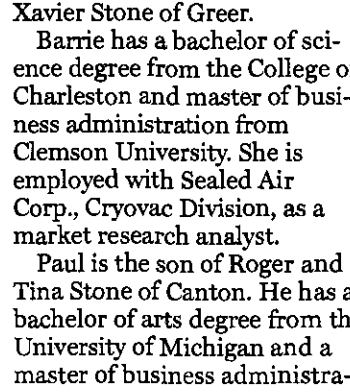 Xavier Stone of Greer.
Barrie has a bachelor of sci-
ence degree from the College o
Charleston and master of busi-
ness administration from
Clemson University. She is
employed with Sealed Air
Corp., Cryovac Division, as a
market research analyst.
Paul is the son of Roger and
Tina Stone of Canton. He has a
bachelor of arts degree from th
University of Michigan and a
master of business administra-